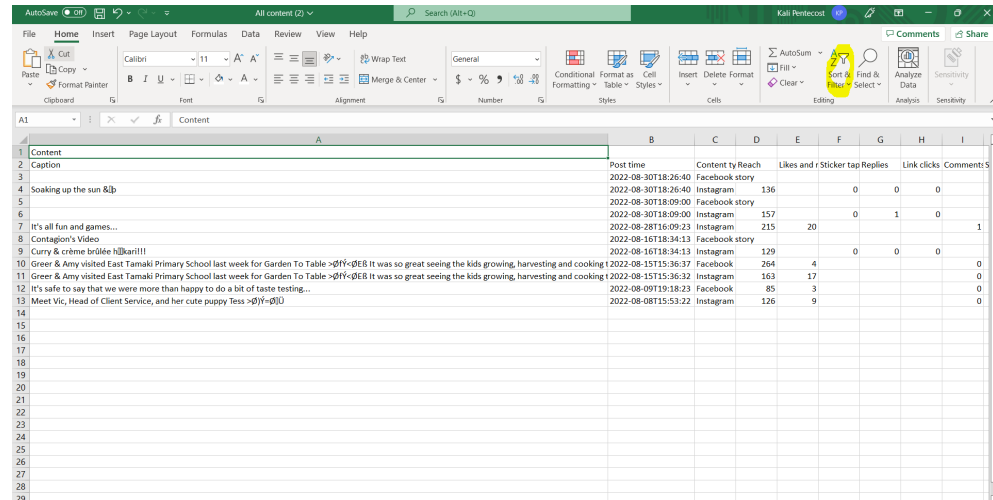 AutoSave Off All content (2) Search (Alt+Q) Kali Pentecost KP
File Home Insert Page Layout Formulas Data Review View Help Comments Share
Paste Cut Copy Format Painter Clipboard
Calibri 11 A A B I U A Font
Wrap Text Merge & Center Alignment
General $ % Number
Conditional Formatting Format as Table Cell Styles Styles
Insert Delete Format Cells
AutoSum Fill Clear Sort & Filter Find & Select Editing
Analyze Data Analysis
Sensitivity Sensitivity
A1 fx Content
A B C D E F G H I
1 Content
2 Caption Post time Content ty Reach Likes and r Sticker tap Replies Link clicks Comments S
3 2022-08-30T18:26:40 Facebook story
4 Soaking up the sun & þ 2022-08-30T18:26:40 Instagram 136 0 0 0
5 2022-08-30T18:09:00 Facebook story
6 2022-08-30T18:09:00 Instagram 157 0 1 0
7 It's all fun and games... 2022-08-28T16:09:23 Instagram 215 20 1
8 Contagion's Video 2022-08-16T18:34:13 Facebook story
9 Curry & crème brûlée 2022-08-16T18:34:13 Instagram 129 0 0 0
10 Greer & Amy visited East Tamaki Primary School last week for Garden To Table >ØfÝ<ØEß It was so great seeing the kids growing, harvesting and cooking t 2022-08-15T15:36:37 Facebook 264 4 0
11 Greer & Amy visited East Tamaki Primary School last week for Garden To Table >ØfÝ<ØEß It was so great seeing the kids growing, harvesting and cooking t 2022-08-15T15:36:32 Instagram 163 17 0
12 It's safe to say that we were more than happy to do a bit of taste testing... 2022-08-09T19:18:23 Facebook 85 3 0
13 Meet Vic, Head of Client Service, and her cute puppy Tess 2022-08-08T15:53:22 Instagram 126 9 0
14
15
16
17
18
19
20
21
22
23
24
25
26
27
28
29